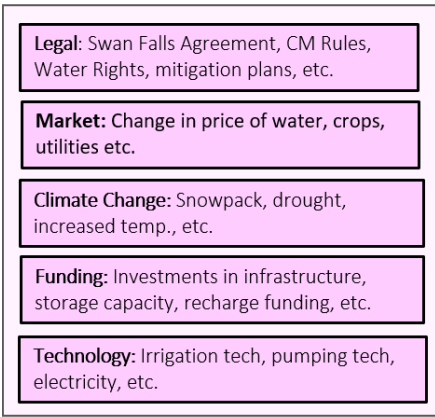 Legal: Swan Falls Agreement, CM Rules,
Water Rights, mitigation plans, etc.
Market: Change in price of water, crops,
utilities etc.
Climate Change: Snowpack, drought,
increased temp., etc.
Funding: Investments in infrastructure,
storage capacity, recharge funding, etc.
Technology: Irrigation tech, pumping tech,
electricity, etc.